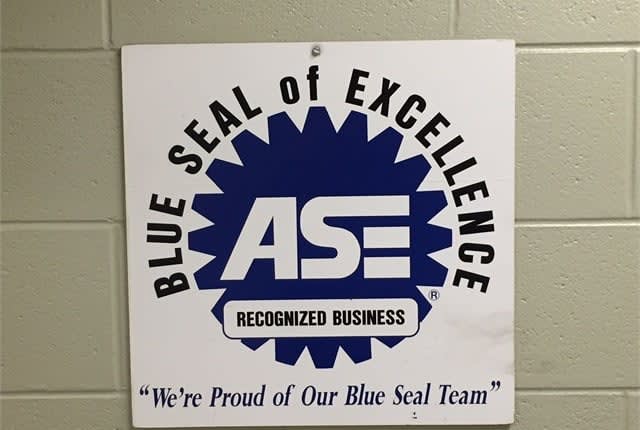 BLUE SEAL of EXCELLENCE
ASE
®
RECOGNIZED BUSINESS
"We're Proud of Our Blue Seal Team"